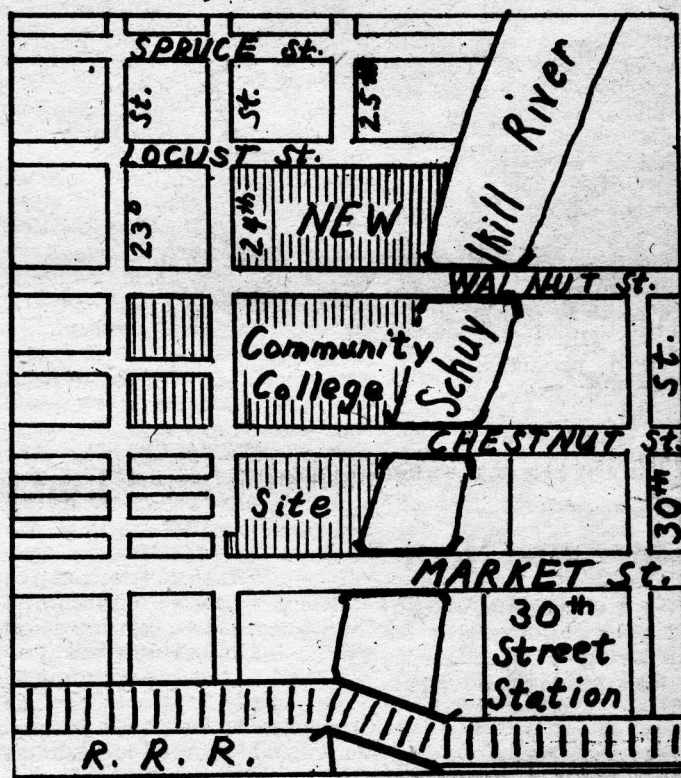 SPRUCE St.
St.
St.
25th
LOCUST St.
23d
24th
NEW
Schuylkill River
WALNUT St.
Community
College
CHESTNUT St.
St.
30th
Site
MARKET St.
30th
Street
Station
R. R. R.